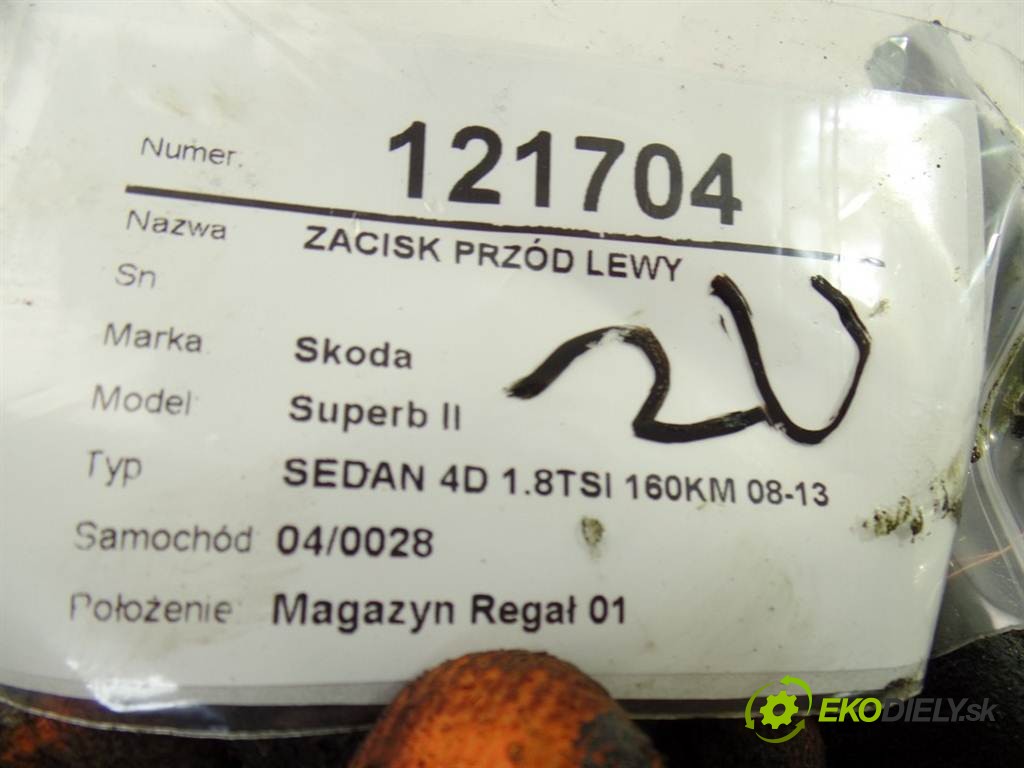 Numer. 121704
Nazwa ZACISK PRZÓD LEWY
Sn
Marka Skoda
Model Superb II
Typ SEDAN 4D 1.8TSI 160KM 08-13
Samochód 04/0028
Położenie Magazyn Regał 01
EKODIELY.sk